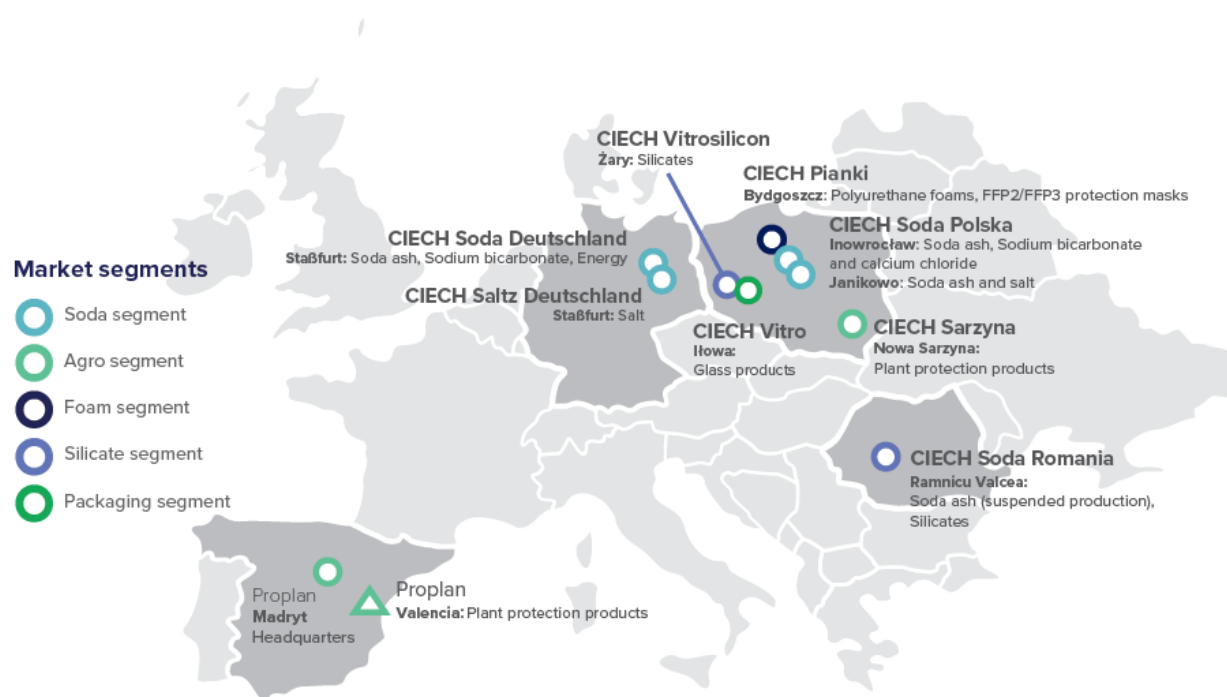 Market segments
Soda segment
Agro segment
Foam segment
Silicate segment
Packaging segment
CIECH Vitrosilicon
Żary: Silicates
CIECH Pianki
Bydgoszcz: Polyurethane foams, FFP2/FFP3 protection masks
CIECH Soda Polska
Inowrocław: Soda ash, Sodium bicarbonate
and calcium chloride
Janikowo: Soda ash and salt
CIECH Soda Deutschland
Staßfurt: Soda ash, Sodium bicarbonate, Energy
CIECH Saltz Deutschland
Staßfurt: Salt
CIECH Vitro
Iłowa:
Glass products
CIECH Sarzyna
Nowa Sarzyna:
Plant protection products
CIECH Soda Romania
Ramnicu Valcea:
Soda ash (suspended production),
Silicates
Proplan
Madryt
Headquarters
Proplan
Valencia: Plant protection products